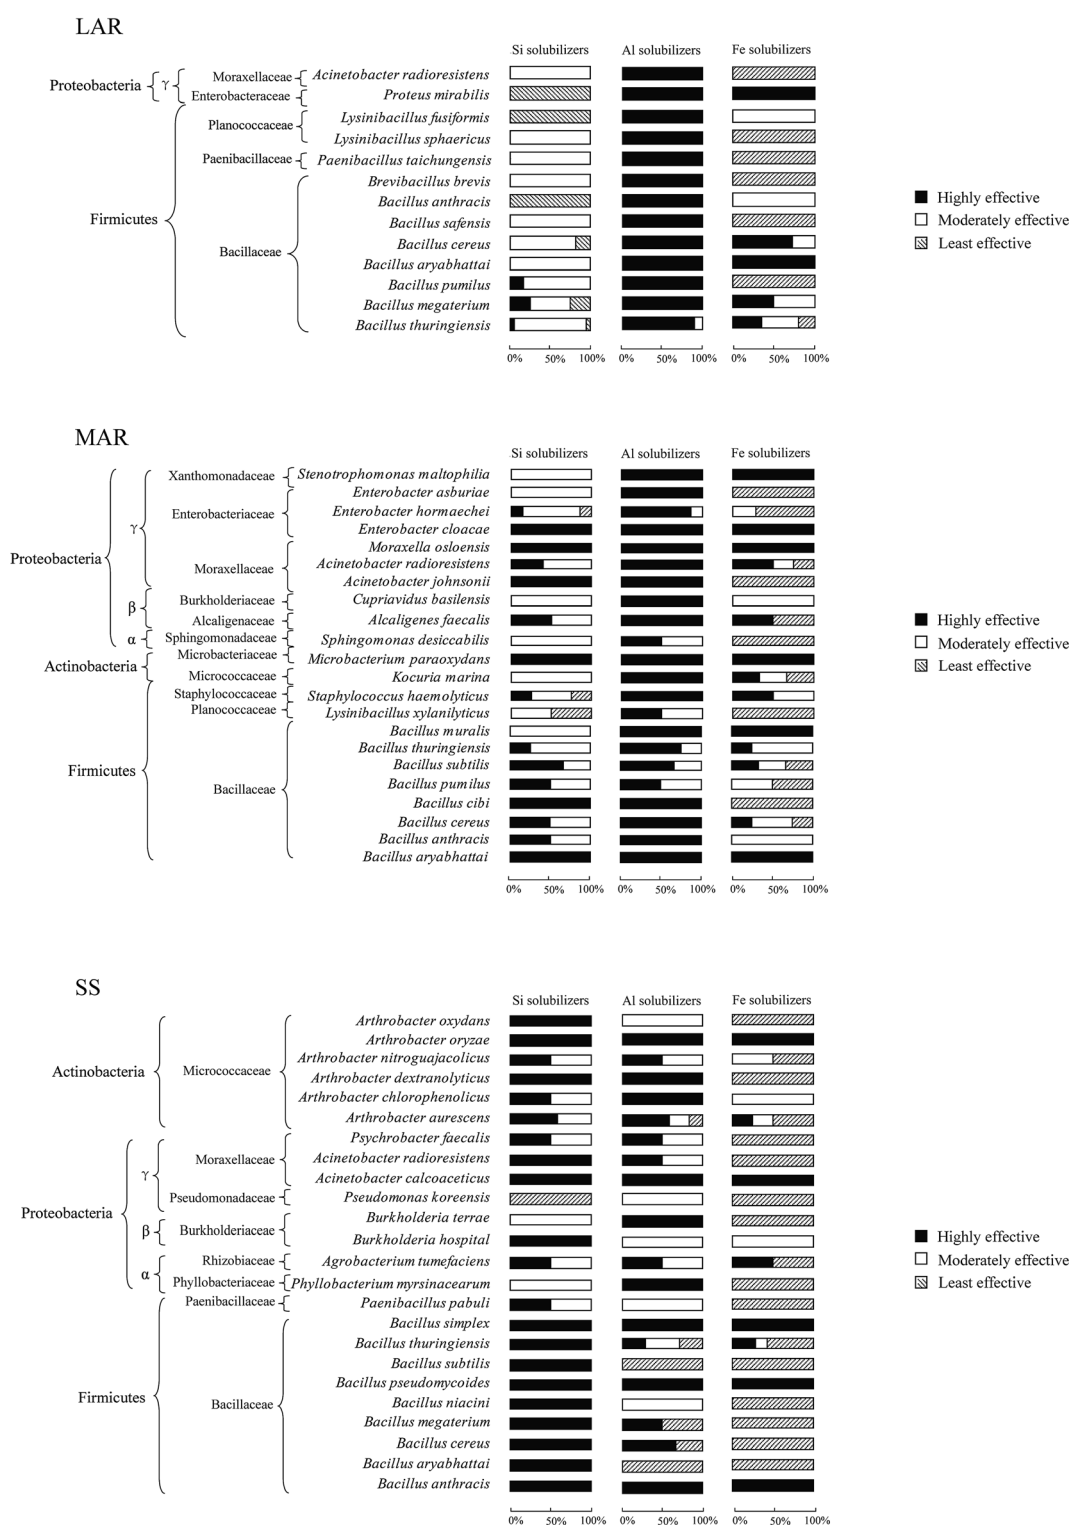 LAR
Si solubilizers Al solubilizers Fe solubilizers
Proteobacteria γ Moraxellaceae Acinetobacter radioresistens
Enterobacteraceae Proteus mirabilis
Planococcaceae Lysinibacillus fusiformis
Lysinibacillus sphaericus
Paenibacillaceae Paenibacillus taichungensis
Brevibacillus brevis
Bacillus anthracis
Firmicutes Bacillus safensis
Bacillus cereus
Bacillaceae Bacillus aryabhattai
Bacillus pumilus
Bacillus megaterium
Bacillus thuringiensis
0% 50% 100% 0% 50% 100% 0% 50% 100%
Highly effective
Moderately effective
Least effective
MAR
Si solubilizers Al solubilizers Fe solubilizers
Xanthomonadaceae Stenotrophomonas maltophilia
Enterobacter asburiae
Enterobacteriaceae Enterobacter hormaechei
γ Enterobacter cloacae
Moraxella osloensis
Proteobacteria Moraxellaceae Acinetobacter radioresistens
Acinetobacter johnsonii
β Burkholderiaceae Cupriavidus basilensis
Alcaligenaceae Alcaligenes faecalis
α Sphingomonadaceae Sphingomonas desiccabilis
Actinobacteria Microbacteriaceae Microbacterium paraoxydans
Micrococcaceae Kocuria marina
Staphylococcaceae Staphylococcus haemolyticus
Planococcaceae Lysinibacillus xylanilyticus
Bacillus muralis
Bacillus thuringiensis
Firmicutes Bacillus subtilis
Bacillaceae Bacillus pumilus
Bacillus cibi
Bacillus cereus
Bacillus anthracis
Bacillus aryabhattai
0% 50% 100% 0% 50% 100% 0% 50% 100%
Highly effective
Moderately effective
Least effective
SS
Si solubilizers Al solubilizers Fe solubilizers
Arthrobacter oxydans
Arthrobacter oryzae
Arthrobacter nitroguajacolicus
Actinobacteria Micrococcaceae Arthrobacter dextranolyticus
Arthrobacter chlorophenolicus
Arthrobacter aurescens
Psychrobacter faecalis
γ Moraxellaceae Acinetobacter radioresistens
Acinetobacter calcoaceticus
Pseudomonadaceae Pseudomonas koreensis
Proteobacteria Burkholderia terrae
β Burkholderiaceae Burkholderia hospital
Rhizobiaceae Agrobacterium tumefaciens
α Phyllobacteriaceae Phyllobacterium myrsinacearum
Paenibacillaceae Paenibacillus pabuli
Bacillus simplex
Bacillus thuringiensis
Bacillus subtilis
Bacillus pseudomycoides
Firmicutes Bacillaceae Bacillus niacini
Bacillus megaterium
Bacillus cereus
Bacillus aryabhattai
Bacillus anthracis
0% 50% 100% 0% 50% 100% 0% 50% 100%
Highly effective
Moderately effective
Least effective